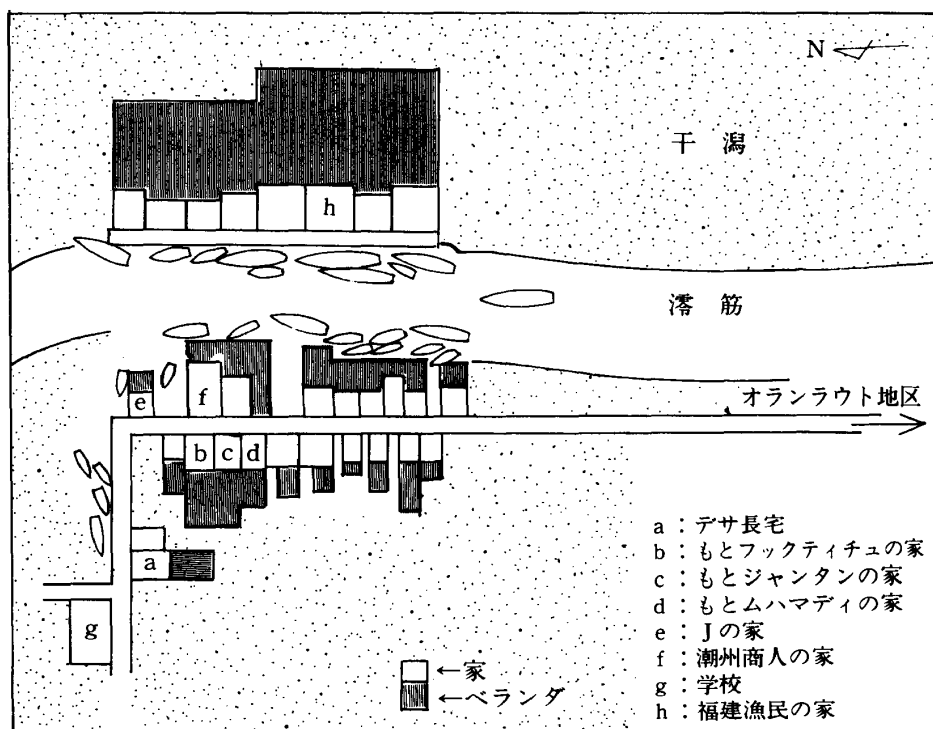 N
干潟
h
澪筋
オランラウト地区
e
f
b c d
a
g
a：デサ長宅
b：もとフックティチュの家
c：もとジャンタンの家
d：もとムハマディの家
e：Jの家
f：潮州商人の家
g：学校
h：福建漁民の家
←家
←ベランダ